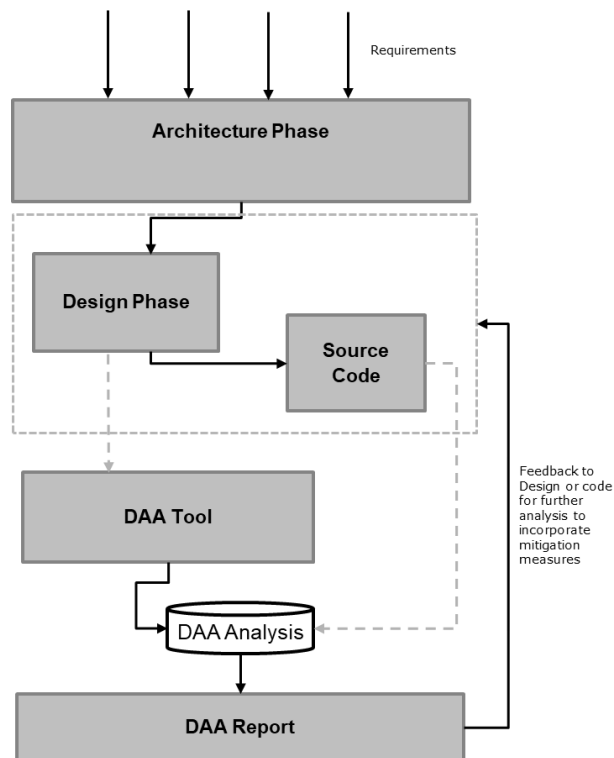 Requirements
Architecture Phase
Design Phase
Source
Code
DAA Tool
Feedback to
Design or code
for further
analysis to
incorporate
mitigation
measures
DAA Analysis
DAA Report